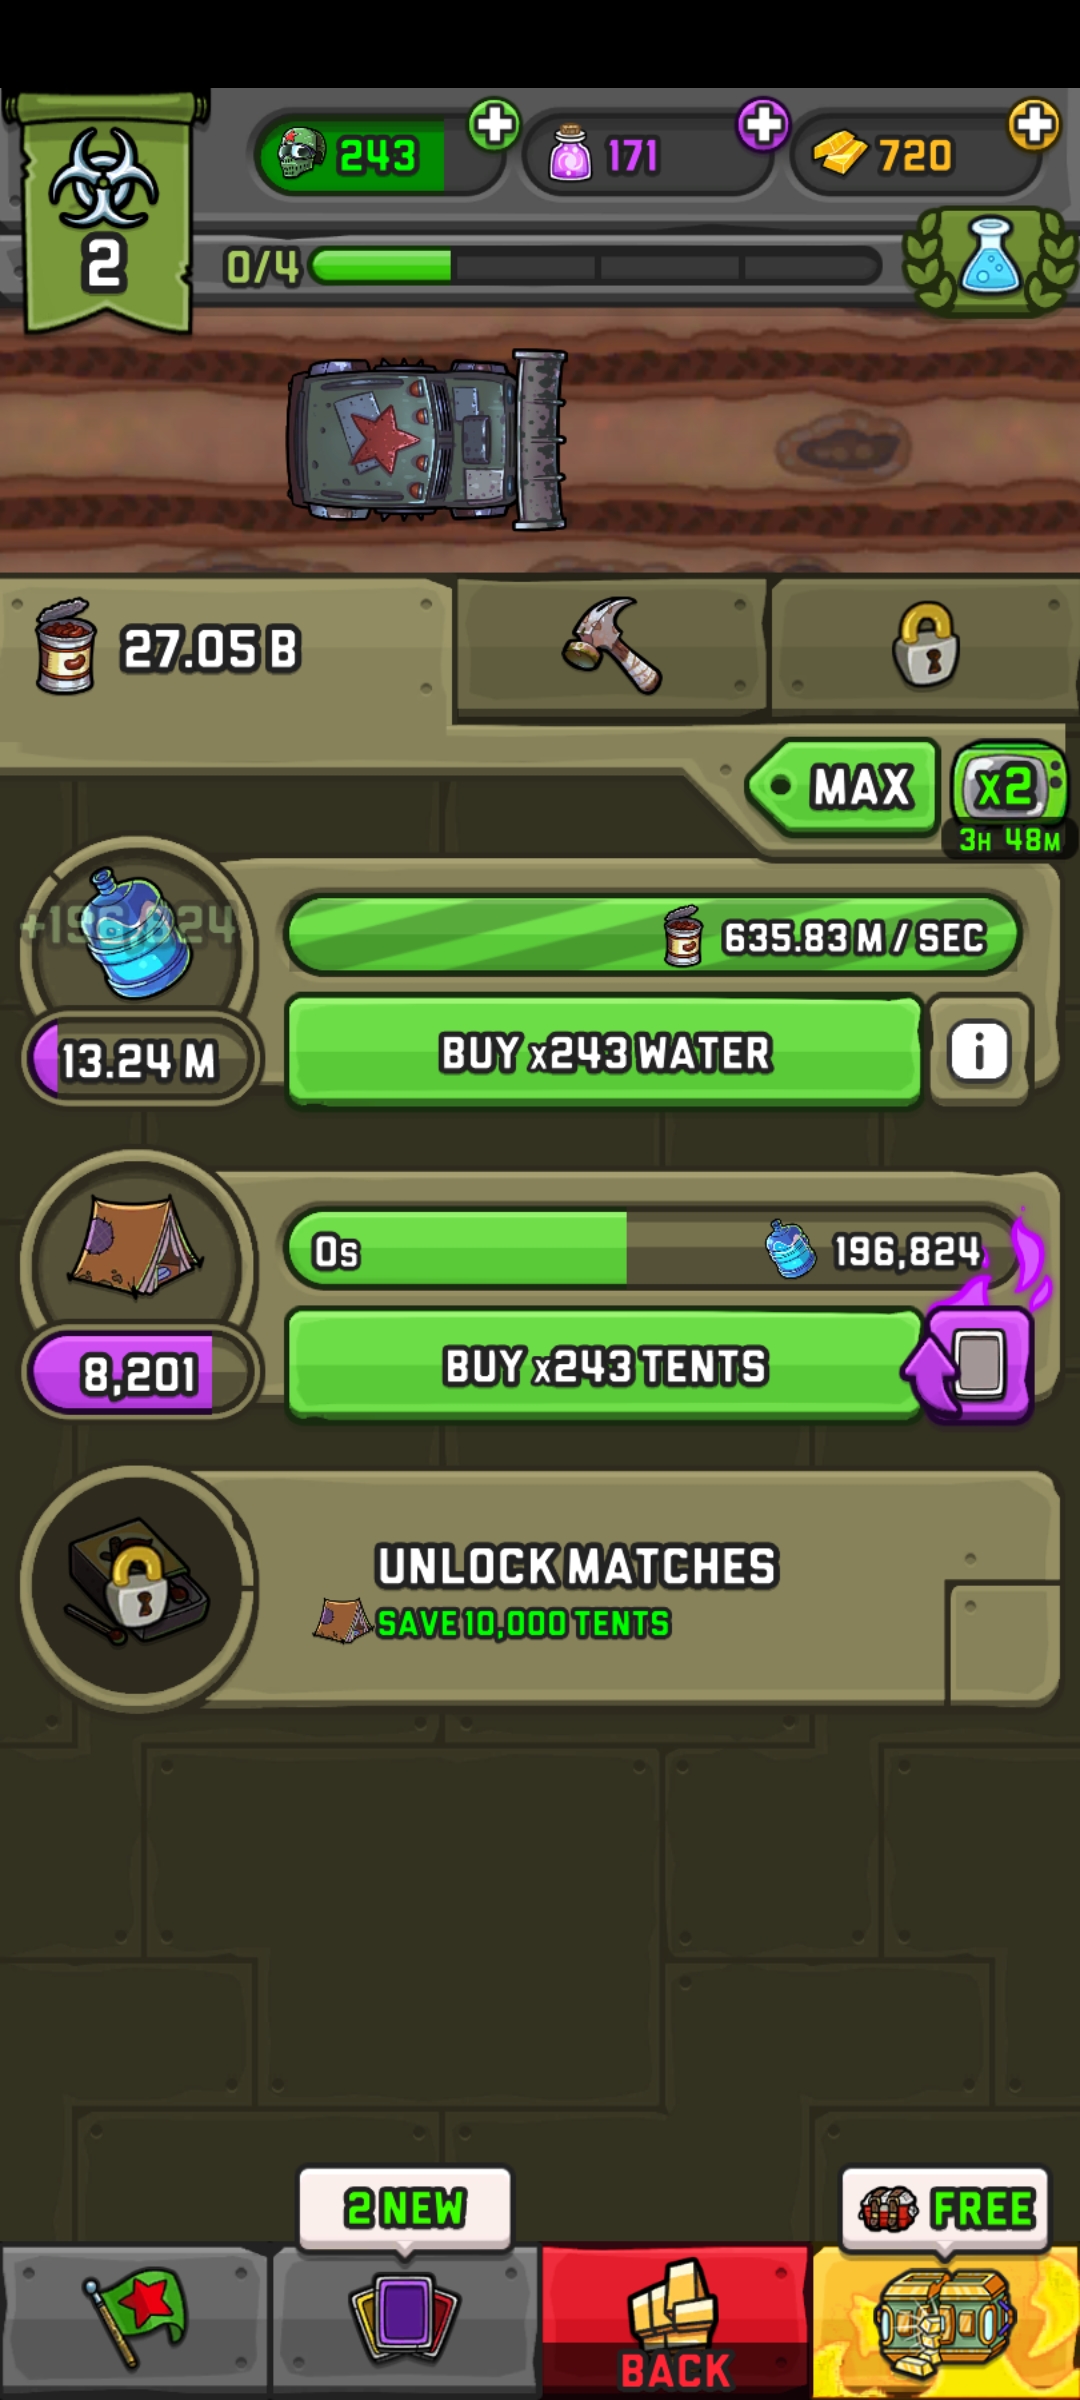 243
171
720
2
0/4
27.05 B
MAX
x2
3H 48M
+196,824
635.83 M / SEC
13.24 M
BUY x243 WATER
i
0s
196,824
8,201
BUY x243 TENTS
UNLOCK MATCHES
SAVE 10,000 TENTS
2 NEW
FREE
BACK